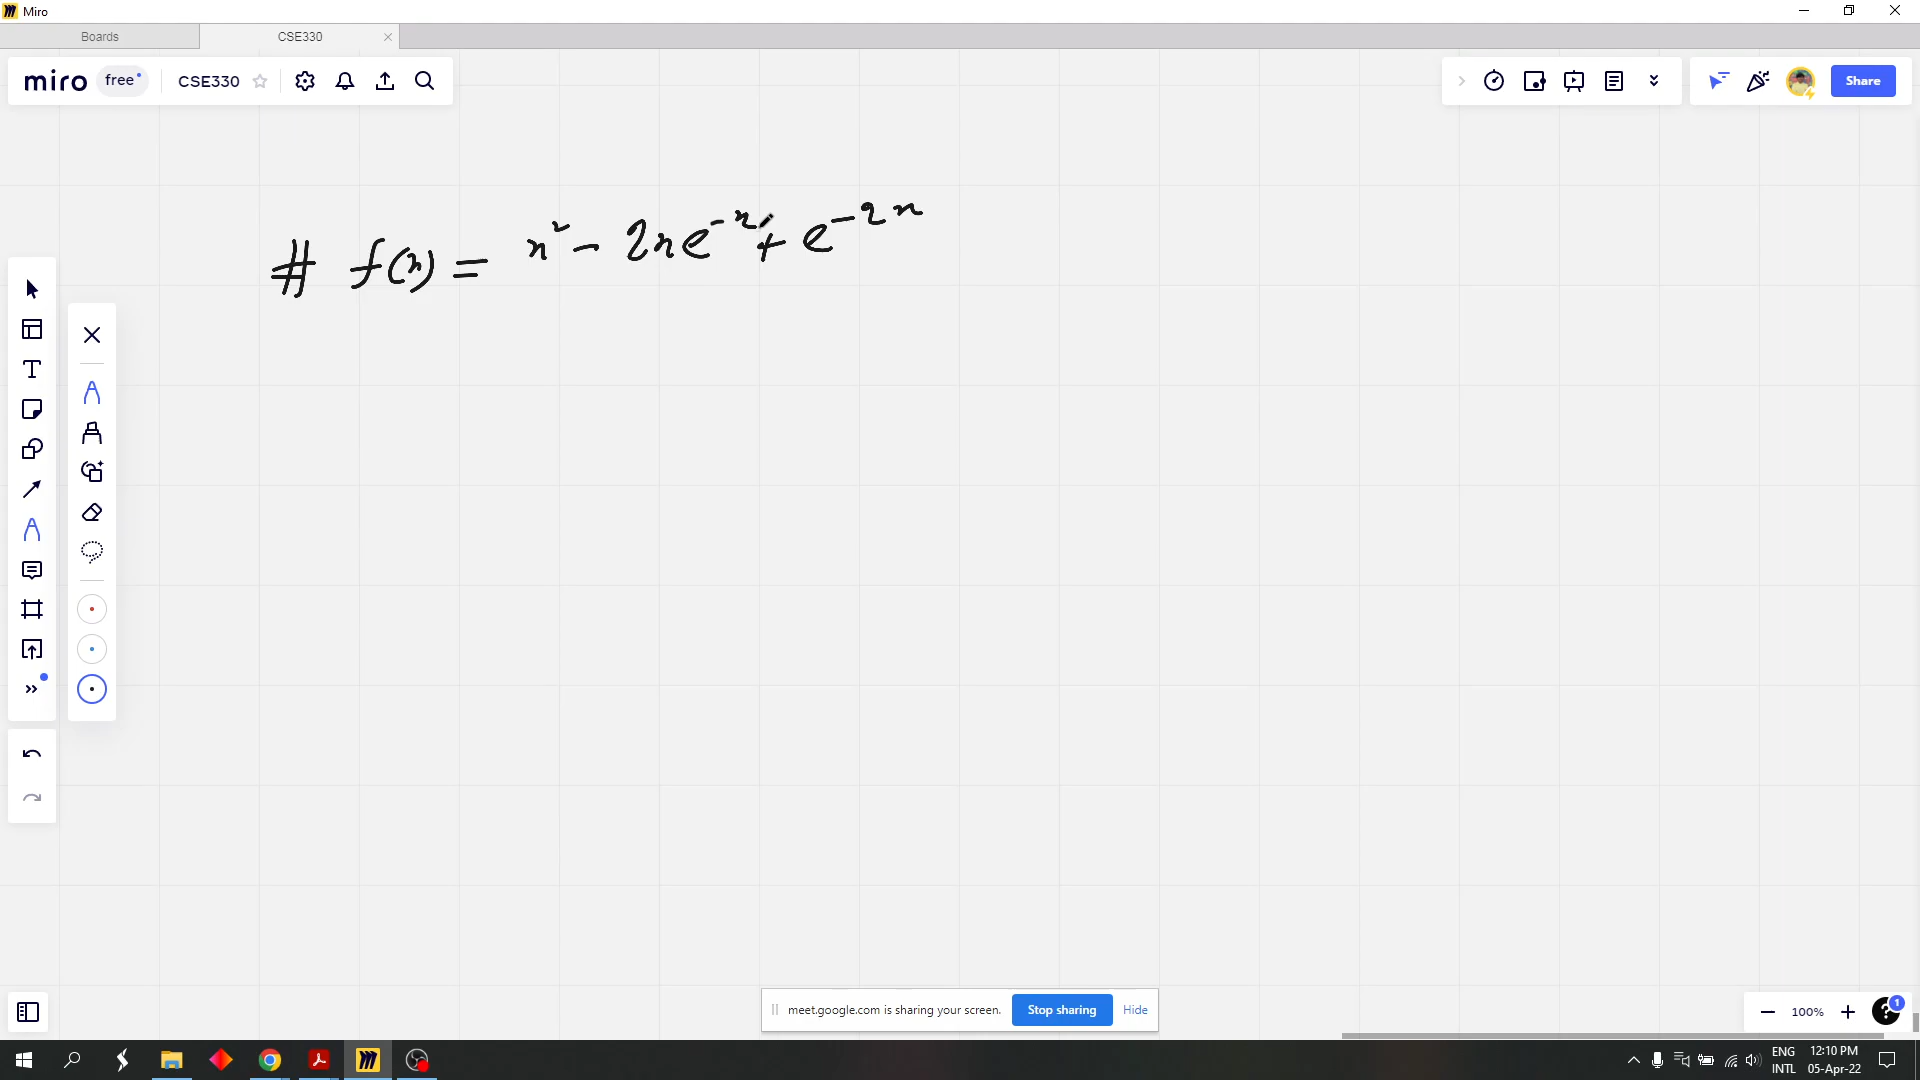 Miro
Boards
CSE330
miro
free
CSE330
Share
# f(x) = x² - 2xe⁻ˣ + e⁻²ˣ
meet.google.com is sharing your screen.
Stop sharing
Hide
100%
?
1
ENG
INTL
12:10 PM
05-Apr-22